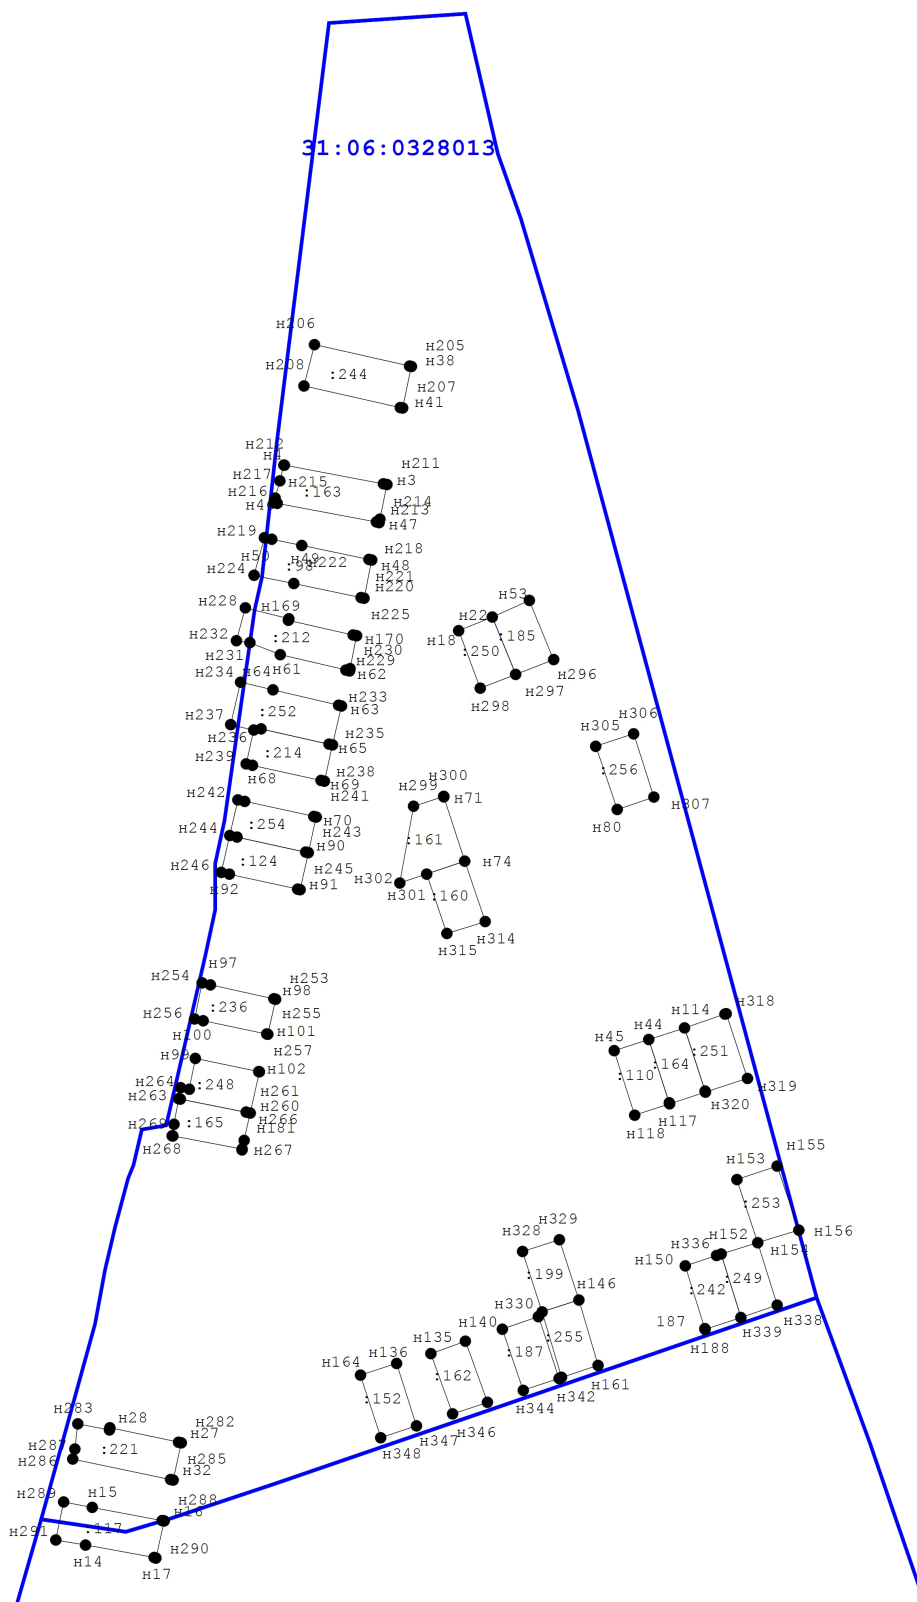 31:06:0328013
н206
н205
н38
н208
:244
н207
н41
н212
н4
н211
н217
н215
н3
н216
:163
н214
н4
н213
н47
н219
н218
н50
н49
н222
н48
:98
н224
н221
н220
н53
н228
н169
н225
н22
н18
н170
:185
н232
:212
н230
:250
н231
н229
н61
н62
н296
н234
н64
н297
н233
н298
:252
н63
н306
н237
н305
н236
н235
:214
н65
н239
:256
н68
н238
н69
н300
н242
н241
н299
н71
н307
н70
н80
:254
н244
н243
:161
н90
н74
:124
н246
н245
н302
н92
н91
н301
:160
н314
н315
н97
н254
н253
н98
н318
:236
н256
н255
н114
н100
н101
н44
н45
н257
:251
н99
:164
н102
:110
н264
:248
н319
н263
н261
н260
н320
н266
н117
н269
:165
н118
н181
н268
н267
н155
н153
:253
н329
н328
н152
н156
н336
н154
н150
:199
:249
:242
н146
н330
н140
187
н338
н339
н188
н135
:255
н136
:187
н164
:162
:152
н161
н342
н344
н283
н28
н282
н346
н27
н347
н287
:221
н348
н286
н285
н32
н289
н15
н288
н16
н291
:117
н14
н290
н17